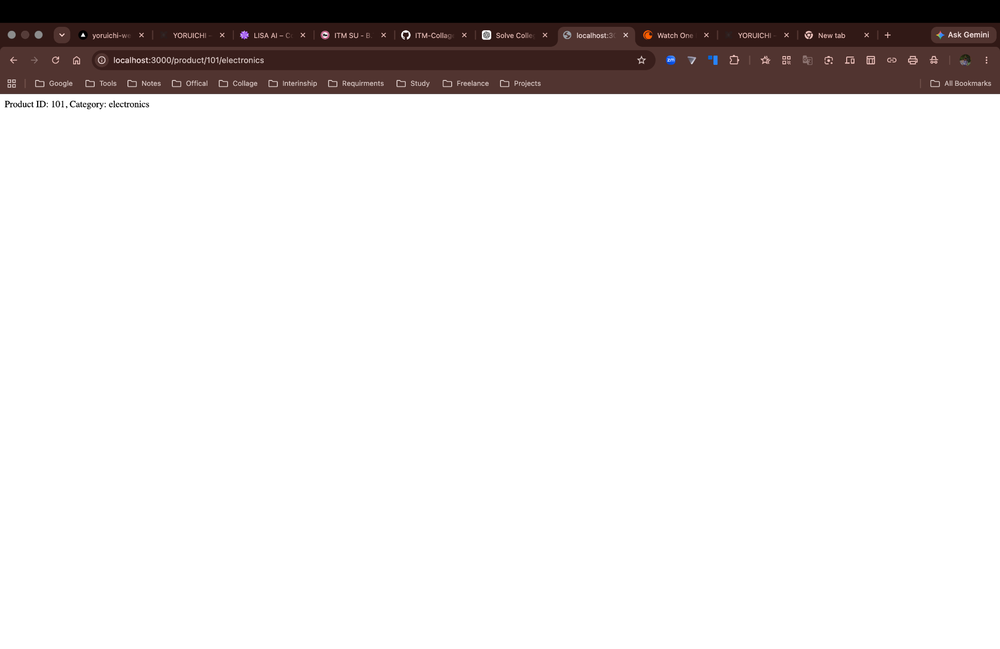 yoruichi-we
YORUICHI –
LISA AI – Co
ITM SU - B.
ITM-Collage
Solve Colleg
localhost:30
Watch One
YORUICHI -
New tab
Ask Gemini
localhost:3000/product/101/electronics
zm
Google
Tools
Notes
Offical
Collage
Interinship
Requirments
Study
Freelance
Projects
All Bookmarks
Product ID: 101, Category: electronics